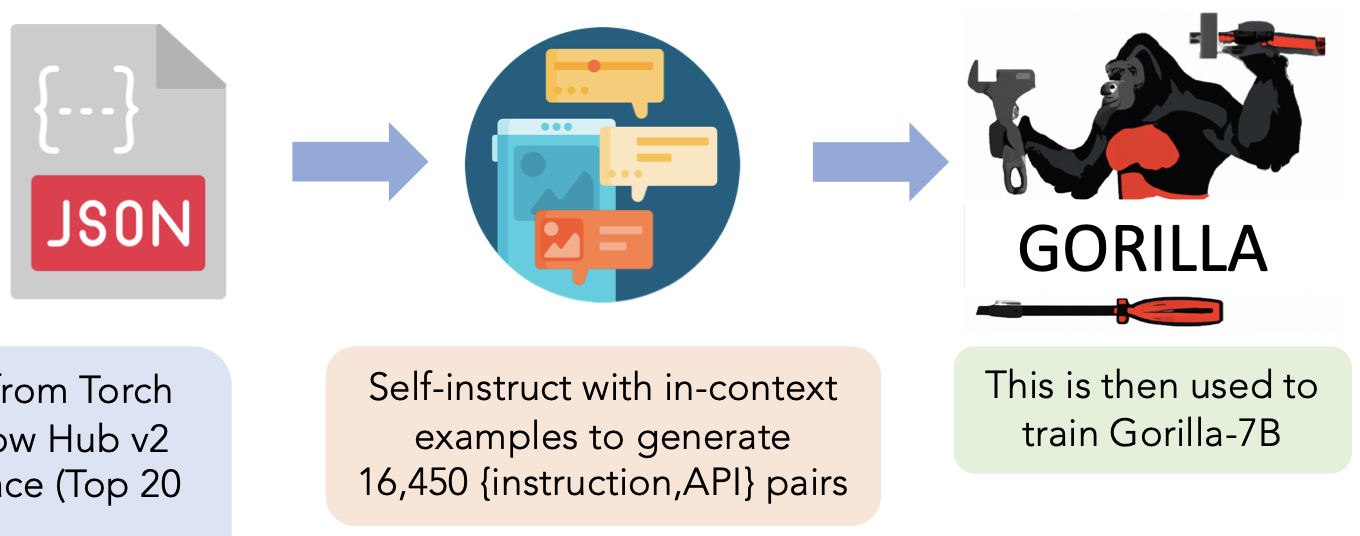 {---}
JSON
GORILLA
from Torch
ow Hub v2
ace (Top 20
Self-instruct with in-context
examples to generate
16,450 {instruction,API} pairs
This is then used to
train Gorilla-7B